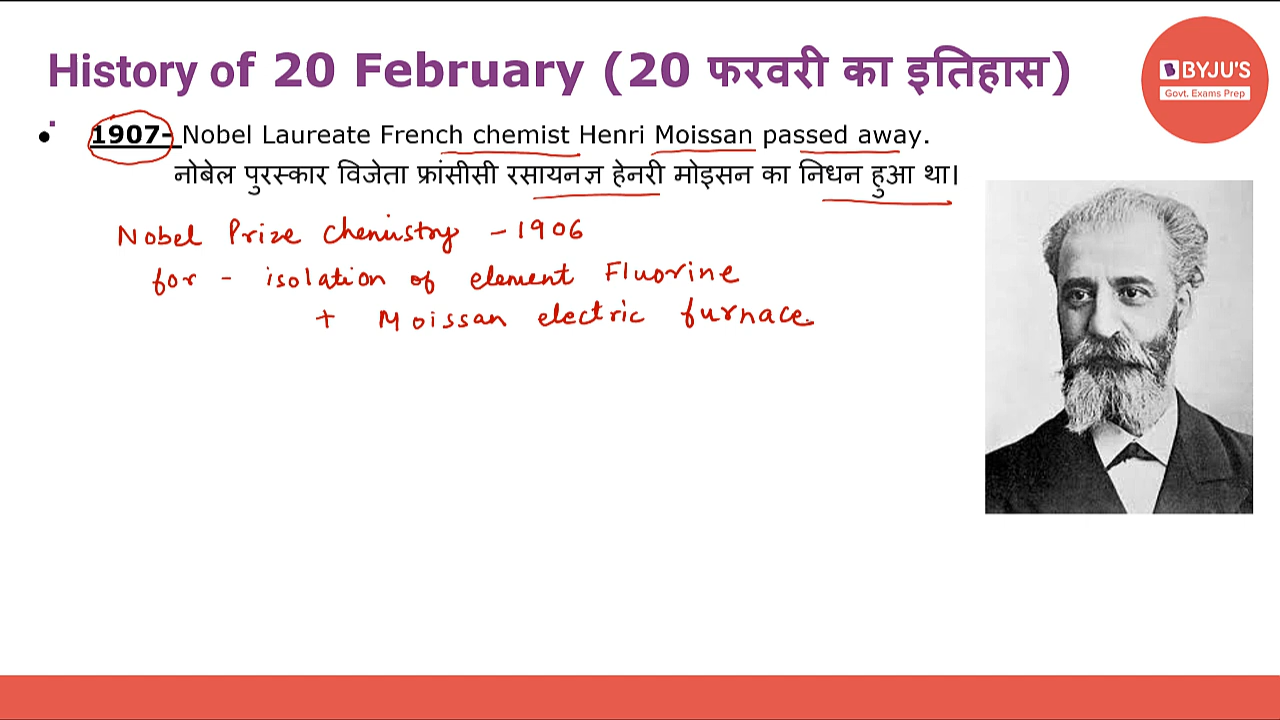 History of 20 February (20 फरवरी का इतिहास)
BYJU'S
Govt. Exams Prep
1907- Nobel Laureate French chemist Henri Moissan passed away.
नोबेल पुरस्कार विजेता फ्रांसीसी रसायनज्ञ हेनरी मोइसन का निधन हुआ था।
Nobel Prize Chemistry - 1906
for - isolation of element Fluorine
+ Moissan electric furnace.